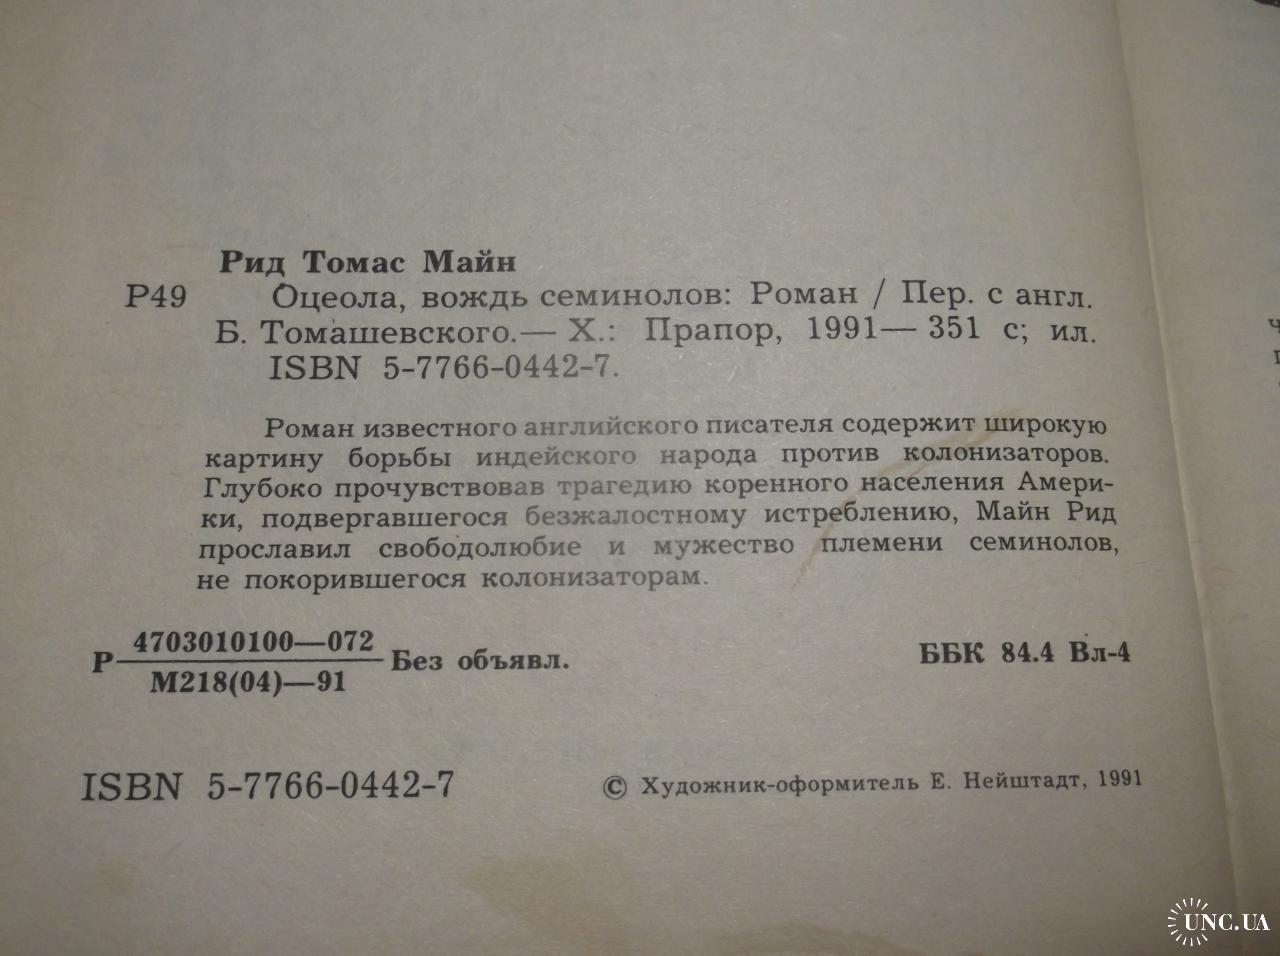 Рид Томас Майн
Р49 Оцеола, вождь семинолов: Роман / Пер. с англ.
Б. Томашевского.— Х.: Прапор, 1991— 351 с; ил.
ISBN 5-7766-0442-7.
Роман известного английского писателя содержит широкую
картину борьбы индейского народа против колонизаторов.
Глубоко прочувствовав трагедию коренного населения Амери-
ки, подвергавшегося безжалостному истреблению, Майн Рид
прославил свободолюбие и мужество племени семинолов,
не покорившегося колонизаторам.
4703010100—072
Р Без объявл.
М218(04)—91
ББК 84.4 Вл-4
ISBN 5-7766-0442-7
© Художник-оформитель Е. Нейштадт, 1991
UNC.UA